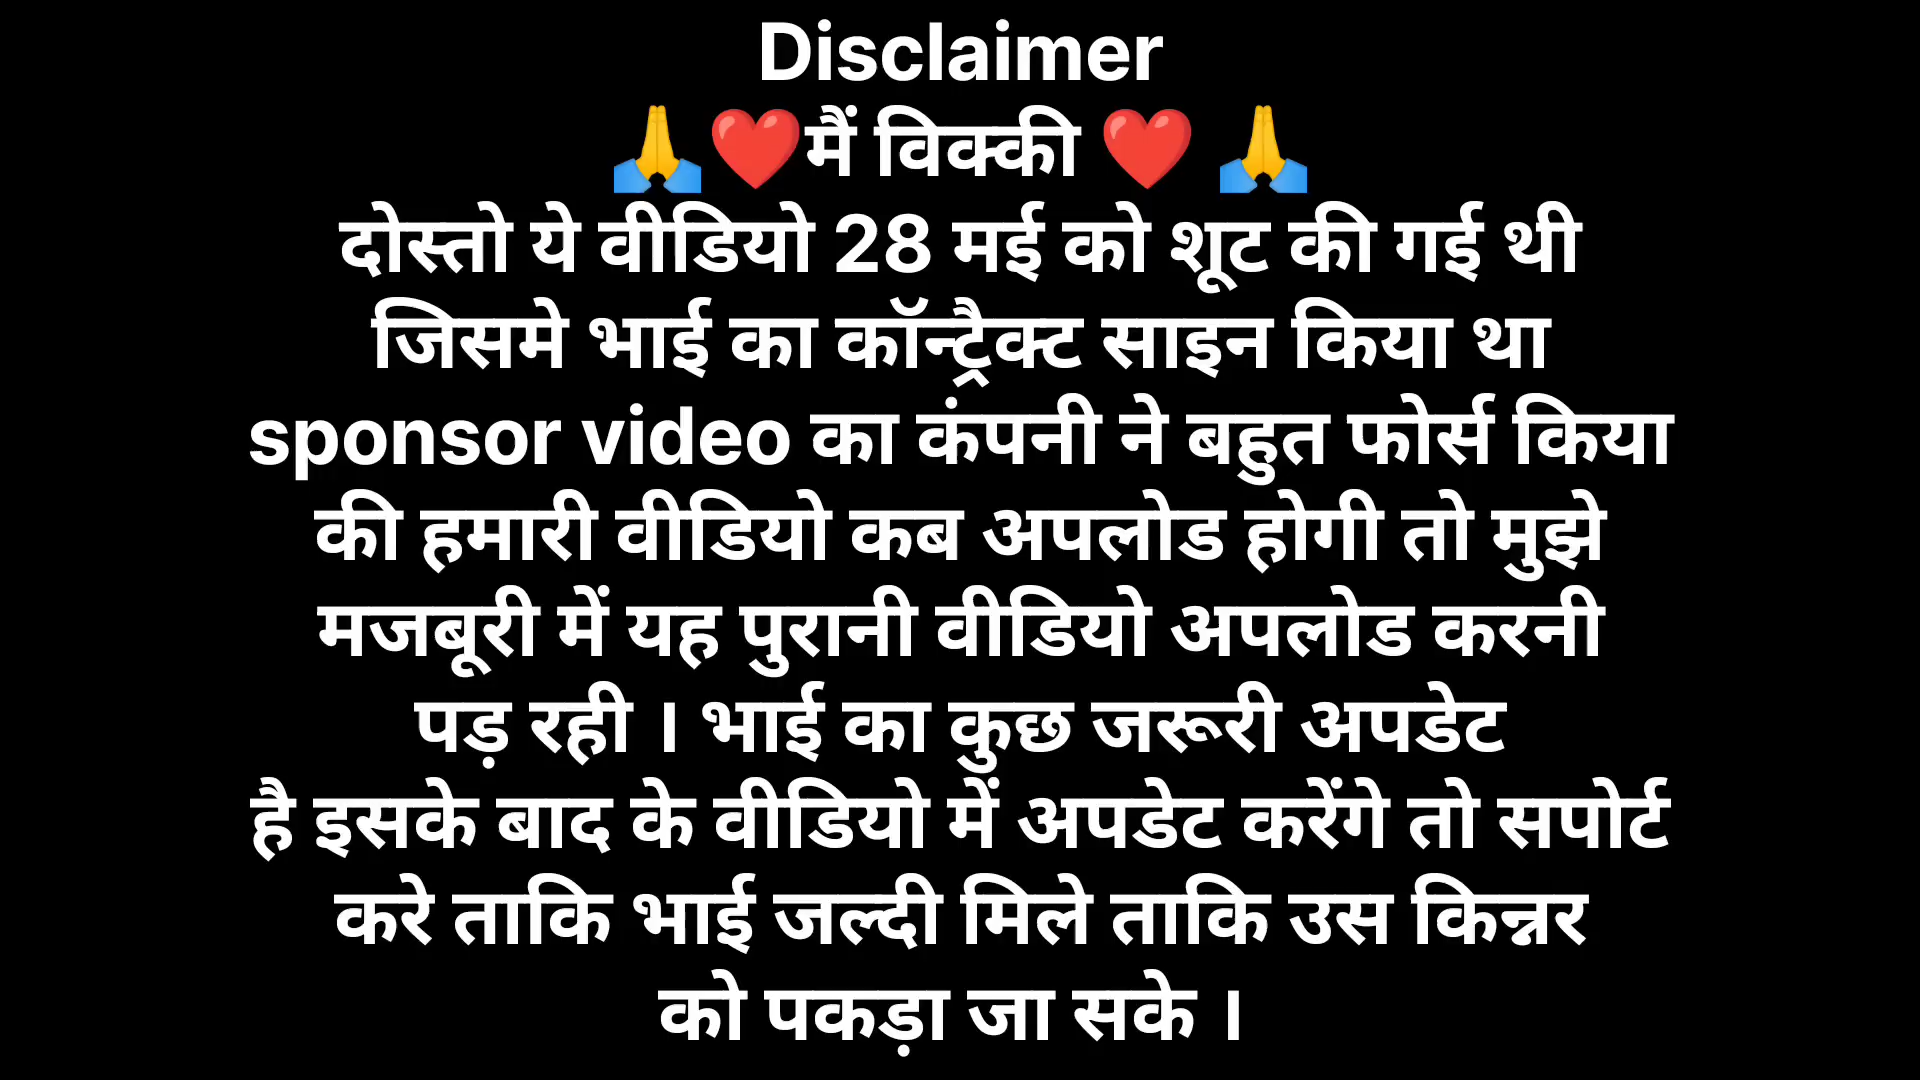 Disclaimer
🙏❤️मैं विक्की ❤️ 🙏
दोस्तो ये वीडियो 28 मई को शूट की गई थी
जिसमे भाई का कॉन्ट्रैक्ट साइन किया था
sponsor video का कंपनी ने बहुत फोर्स किया
की हमारी वीडियो कब अपलोड होगी तो मुझे
मजबूरी में यह पुरानी वीडियो अपलोड करनी
पड़ रही । भाई का कुछ जरूरी अपडेट
है इसके बाद के वीडियो में अपडेट करेंगे तो सपोर्ट
करे ताकि भाई जल्दी मिले ताकि उस किन्नर
को पकड़ा जा सके ।